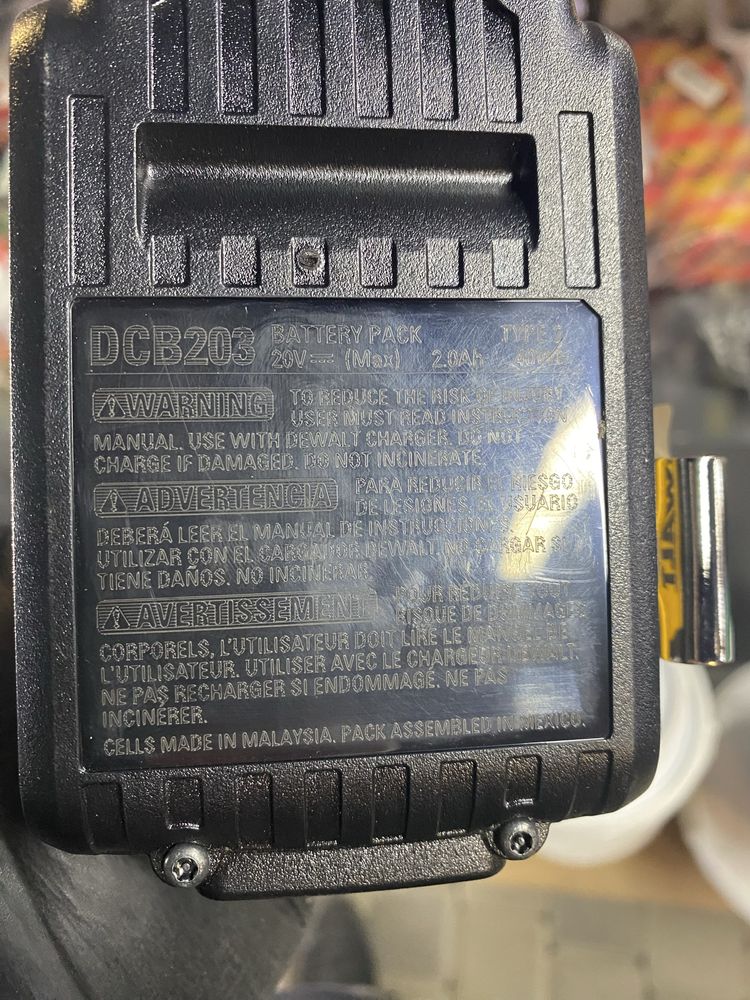 DCB203 BATTERY PACK TYPE
20V⎓ (Max) 2.0Ah 40Wh
⚠WARNING TO REDUCE THE RISK OF INJURY,
USER MUST READ INSTRUCTION
MANUAL. USE WITH DEWALT CHARGER. DO NOT
CHARGE IF DAMAGED. DO NOT INCINERATE.
⚠ADVERTENCIA PARA REDUCIR EL RIESGO
DE LESIONES, EL USUARIO
DEBERÁ LEER EL MANUAL DE INSTRUCCIONES.
UTILIZAR CON EL CARGADOR DEWALT. NO CARGAR SI
TIENE DAÑOS. NO INCINERAR.
⚠AVERTISSEMENT POUR RÉDUIRE TOUT
RISQUE DE DOMMAGES
CORPORELS, L'UTILISATEUR DOIT LIRE LE MANUEL DE
L'UTILISATEUR. UTILISER AVEC LE CHARGEUR DEWALT.
NE PAS RECHARGER SI ENDOMMAGÉ. NE PAS
INCINÉRER.
CELLS MADE IN MALAYSIA, PACK ASSEMBLED IN MEXICO.
WALT